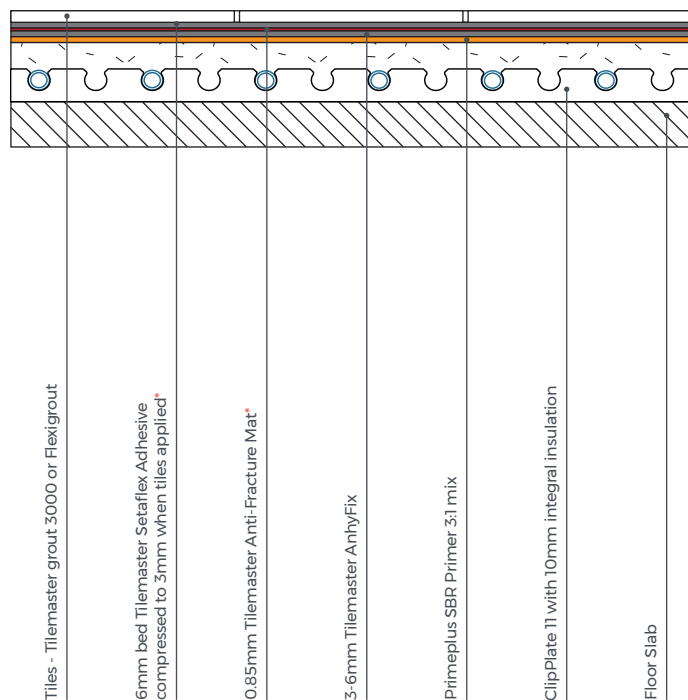 Tiles - Tilemaster grout 3000 or Flexigrout
6mm bed Tilemaster Setaflex Adhesive
compressed to 3mm when tiles applied*
0.85mm Tilemaster Anti-Fracture Mat*
3-6mm Tilemaster AnhyFix
Primeplus SBR Primer 3:1 mix
ClipPlate 11 with 10mm integral insulation
Floor Slab